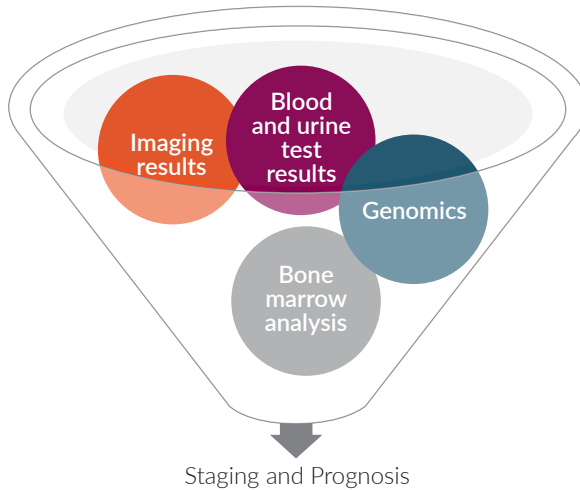 Imaging
results
Blood
and urine
test
results
Genomics
Bone
marrow
analysis
Staging and Prognosis